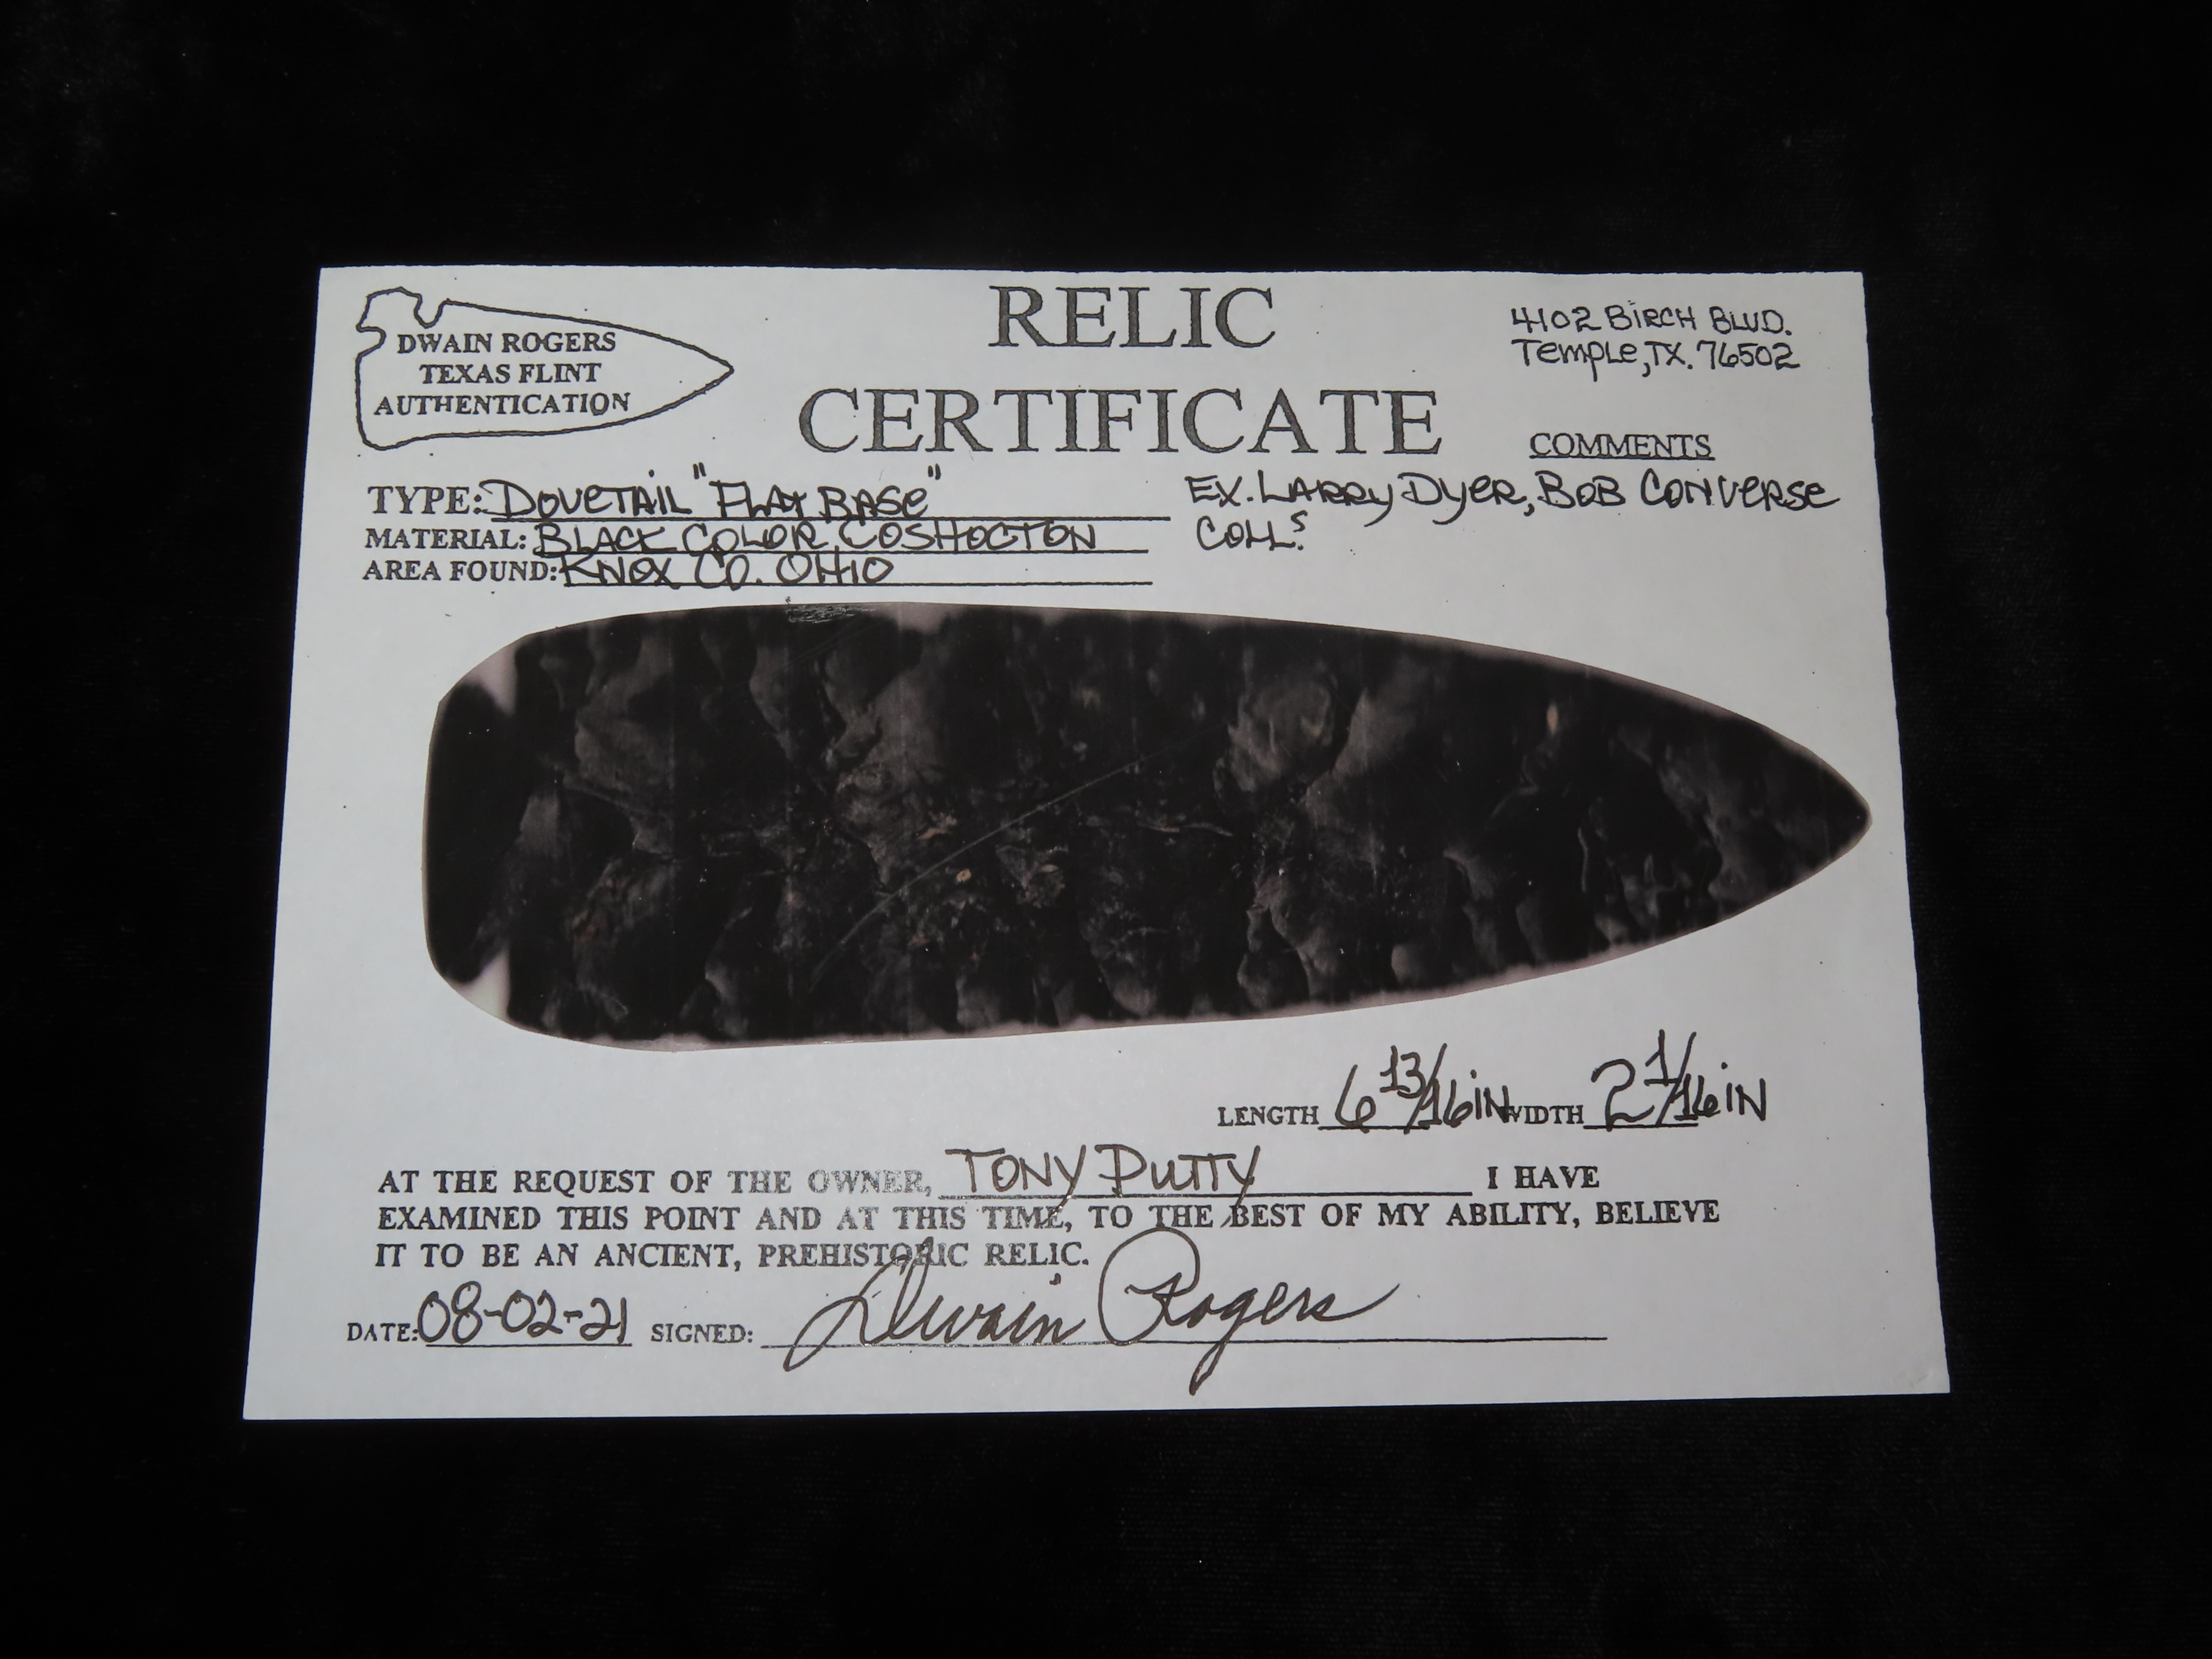 DWAIN ROGERS
TEXAS FLINT
AUTHENTICATION
RELIC
CERTIFICATE
4102 BIRCH BLVD.
TEMPLE, TX. 76502
COMMENTS
EX. LARRY DYER, BOB CONVERSE
COLL.S
TYPE: DOVETAIL "FLAT BASE"
MATERIAL: BLACK COLOR COSHOCTON
AREA FOUND: KNOX CO. OHIO
LENGTH 6 13/16 IN WIDTH 2 1/16 IN
AT THE REQUEST OF THE OWNER, TONY PUTTY I HAVE
EXAMINED THIS POINT AND AT THIS TIME, TO THE BEST OF MY ABILITY, BELIEVE
IT TO BE AN ANCIENT, PREHISTORIC RELIC.
DATE: 08-02-21 SIGNED: Dwain Rogers